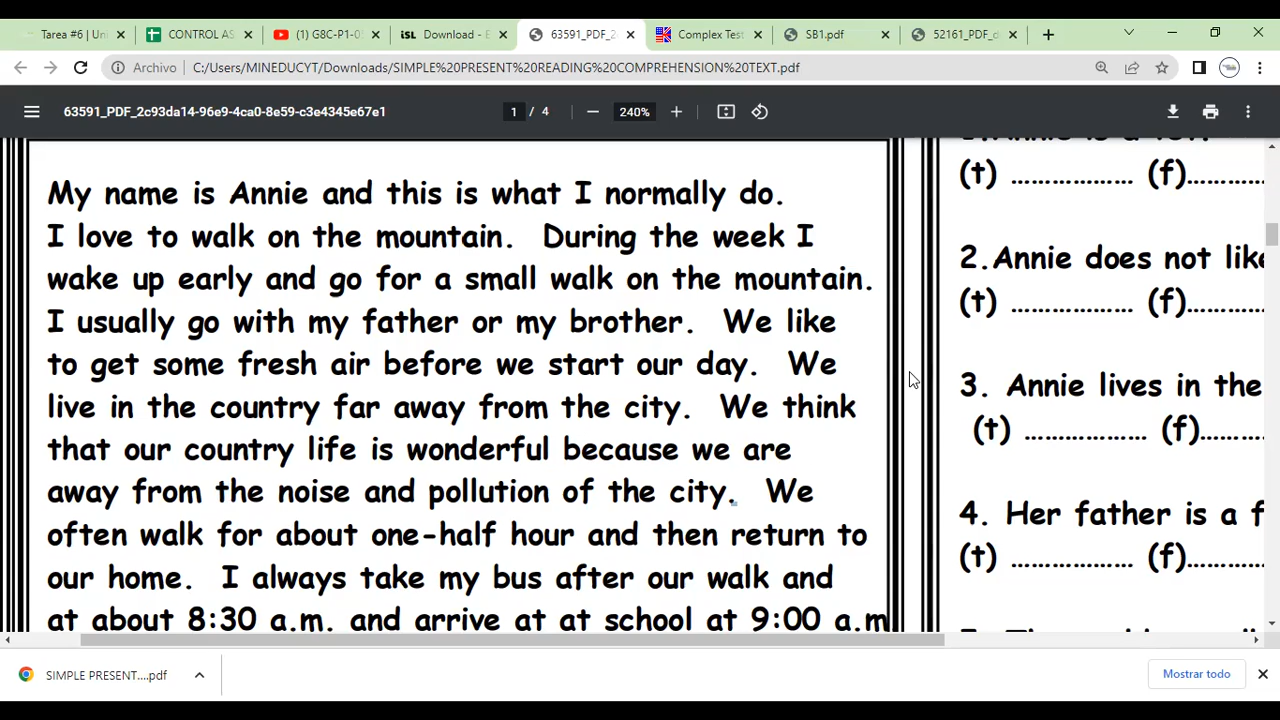 Tarea #6 | Uni
CONTROL AS
(1) G8C-P1-0
iSL Download - E
63591_PDF_2
Complex Test
SB1.pdf
52161_PDF_d
Archivo C:/Users/MINEDUCYT/Downloads/SIMPLE%20PRESENT%20READING%20COMPREHENSION%20TEXT.pdf
63591_PDF_2c93da14-96e9-4ca0-8e59-c3e4345e67e1 1 / 4 240%
My name is Annie and this is what I normally do.
I love to walk on the mountain. During the week I
wake up early and go for a small walk on the mountain.
I usually go with my father or my brother. We like
to get some fresh air before we start our day. We
live in the country far away from the city. We think
that our country life is wonderful because we are
away from the noise and pollution of the city. We
often walk for about one-half hour and then return to
our home. I always take my bus after our walk and
at about 8:30 a.m. and arrive at at school at 9:00 a.m
(t) .................. (f)............
2.Annie does not like
(t) .................. (f)............
3. Annie lives in the
(t) .................. (f)............
4. Her father is a f
(t) .................. (f)............
SIMPLE PRESENT....pdf
Mostrar todo